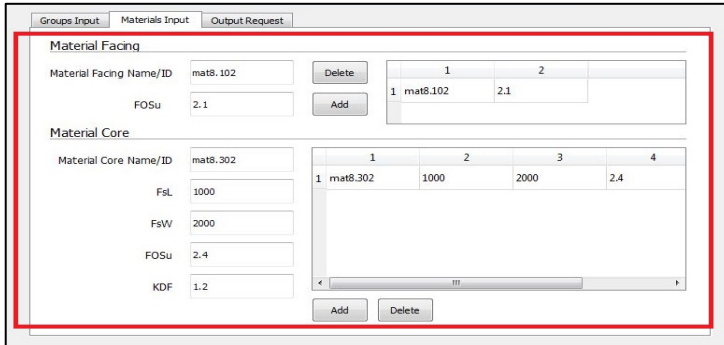 Groups Input Materials Input Output Request
Material Facing
Material Facing Name/ID mat8.102 Delete 1 2
1 mat8.102 2.1
FOSu 2.1 Add
Material Core
Material Core Name/ID mat8.302 1 2 3 4
1 mat8.302 1000 2000 2.4
FsL 1000
FsW 2000
FOSu 2.4
KDF 1.2
Add Delete